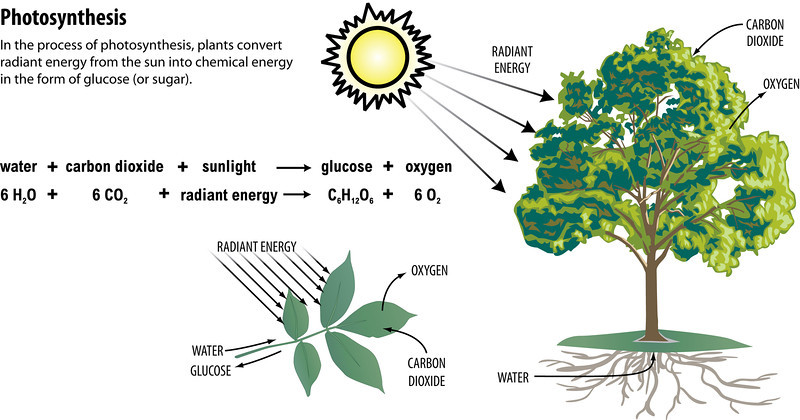 Photosynthesis
In the process of photosynthesis, plants convert
radiant energy from the sun into chemical energy
in the form of glucose (or sugar).
water + carbon dioxide + sunlight ⟶ glucose + oxygen
6 H₂O + 6 CO₂ + radiant energy ⟶ C₆H₁₂O₆ + 6 O₂
RADIANT
ENERGY
CARBON
DIOXIDE
OXYGEN
WATER
RADIANT ENERGY
OXYGEN
WATER
GLUCOSE
CARBON
DIOXIDE